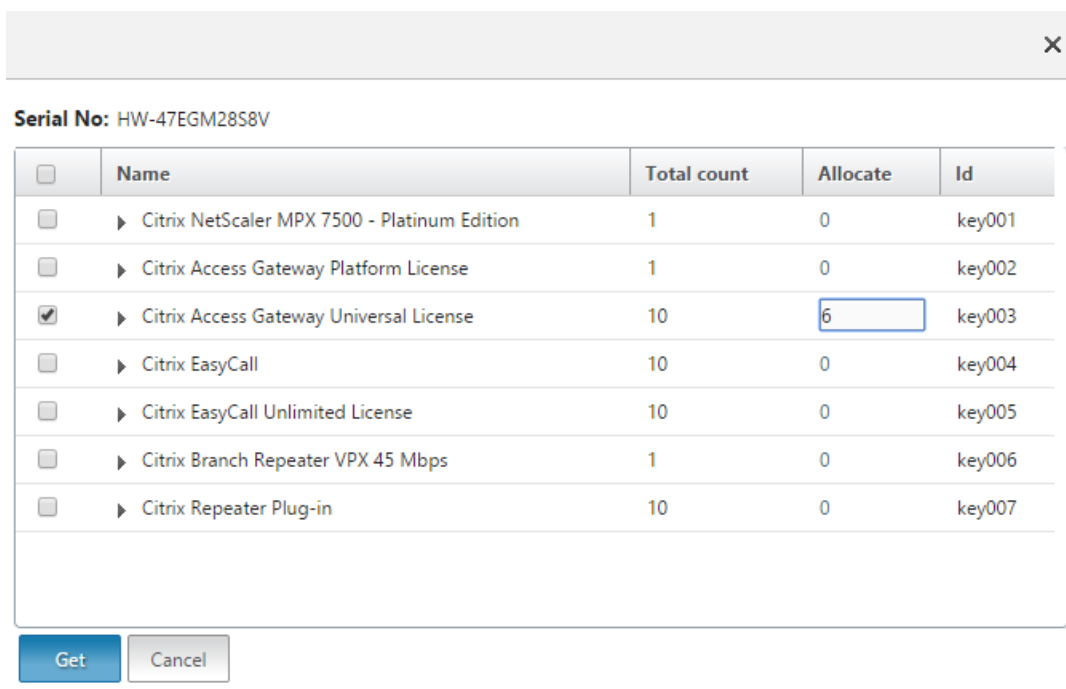 Serial No: HW-47EGM28S8V
Name Total count Allocate Id
Citrix NetScaler MPX 7500 - Platinum Edition 1 0 key001
Citrix Access Gateway Platform License 1 0 key002
Citrix Access Gateway Universal License 10 6 key003
Citrix EasyCall 10 0 key004
Citrix EasyCall Unlimited License 10 0 key005
Citrix Branch Repeater VPX 45 Mbps 1 0 key006
Citrix Repeater Plug-in 10 0 key007
Get Cancel